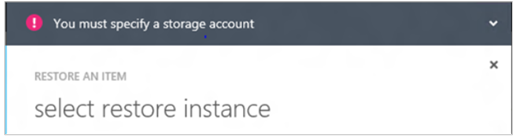 You must specify a storage account
RESTORE AN ITEM
select restore instance